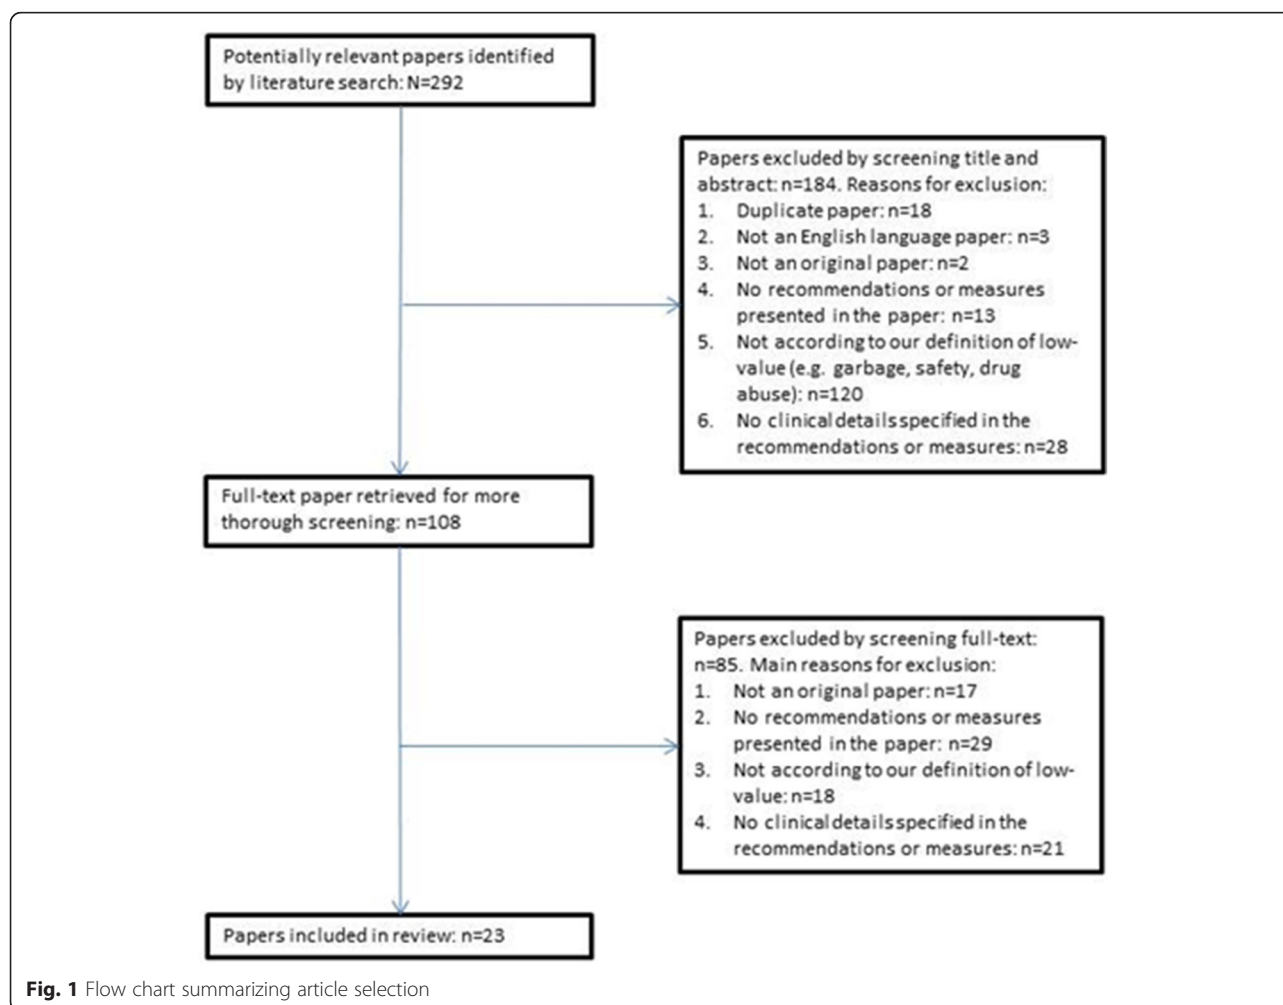 Potentially relevant papers identified
by literature search: N=292
Papers excluded by screening title and
abstract: n=184. Reasons for exclusion:
1. Duplicate paper: n=18
2. Not an English language paper: n=3
3. Not an original paper: n=2
4. No recommendations or measures
presented in the paper: n=13
5. Not according to our definition of low-
value (e.g. garbage, safety, drug
abuse): n=120
6. No clinical details specified in the
recommendations or measures: n=28
Full-text paper retrieved for more
thorough screening: n=108
Papers excluded by screening full-text:
n=85. Main reasons for exclusion:
1. Not an original paper: n=17
2. No recommendations or measures
presented in the paper: n=29
3. Not according to our definition of low-
value: n=18
4. No clinical details specified in the
recommendations or measures: n=21
Papers included in review: n=23
Fig. 1 Flow chart summarizing article selection